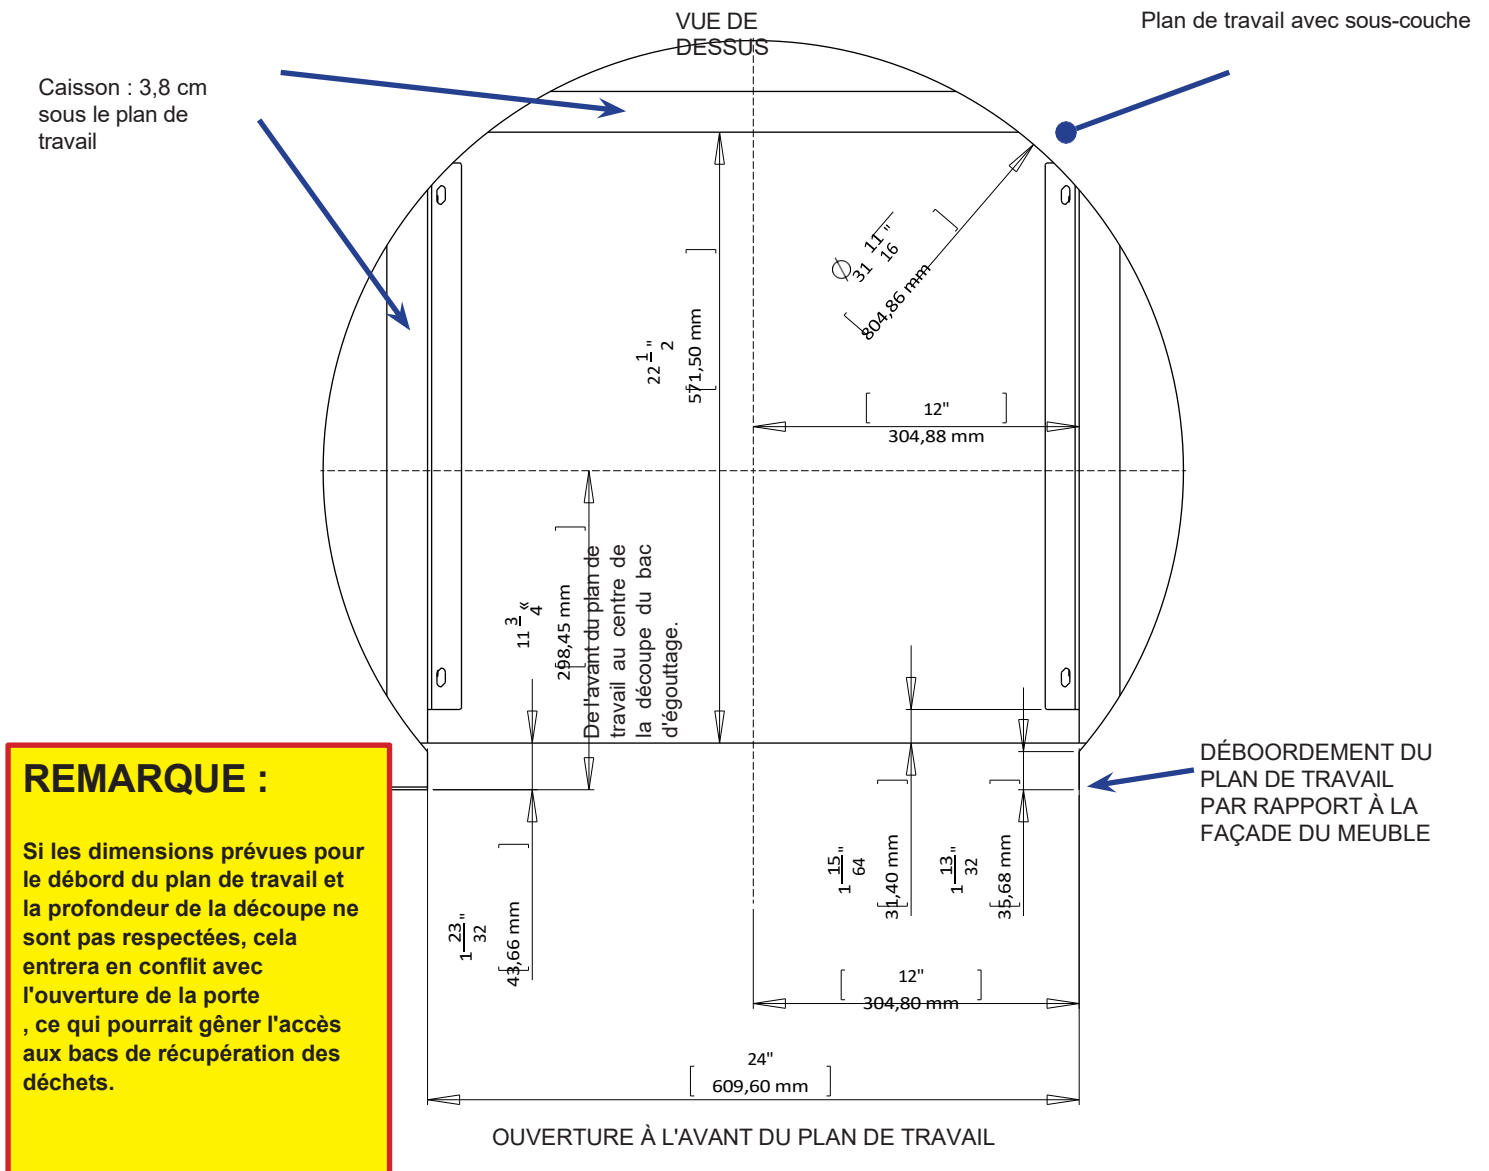 VUE DE
DESSUS
Plan de travail avec sous-couche
Caisson : 3,8 cm
sous le plan de
travail
Ø 31 11/16"
804,86 mm
22 1/2"
571,50 mm
12"
304,88 mm
11 3/4 «
298,45 mm
De l'avant du plan de
travail au centre de
la découpe du bac
d'égouttage.
DÉBOORDEMENT DU
PLAN DE TRAVAIL
PAR RAPPORT À LA
FAÇADE DU MEUBLE
REMARQUE :
Si les dimensions prévues pour
le débord du plan de travail et
la profondeur de la découpe ne
sont pas respectées, cela
entrera en conflit avec
l'ouverture de la porte
, ce qui pourrait gêner l'accès
aux bacs de récupération des
déchets.
1 23/32"
43,66 mm
1 15/64"
31,40 mm
1 13/32"
35,68 mm
12"
304,80 mm
24"
609,60 mm
OUVERTURE À L'AVANT DU PLAN DE TRAVAIL